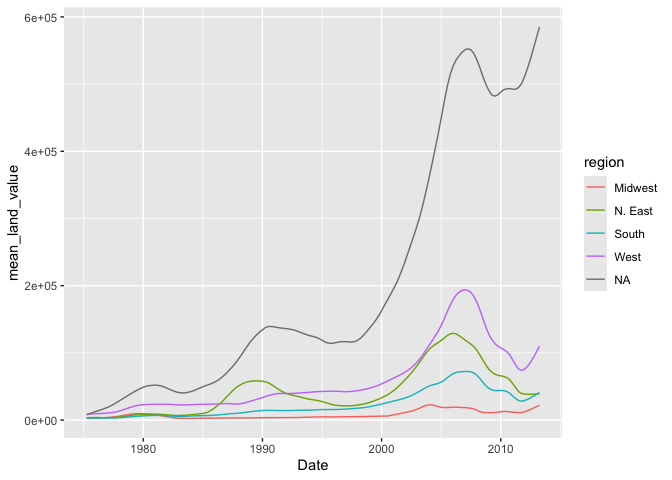 6e+05
4e+05
2e+05
0e+00
mean_land_value
1980
1990
2000
2010
Date
region
Midwest
N. East
South
West
NA